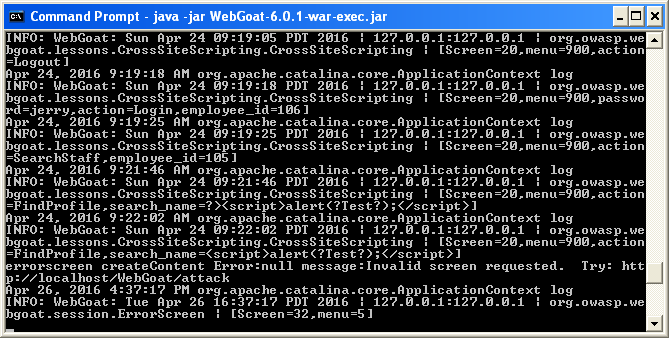 Command Prompt - java -jar WebGoat-6.0.1-war-exec.jar
INFO: WebGoat: Sun Apr 24 09:19:05 PDT 2016 | 127.0.0.1:127.0.0.1 | org.owasp.we
bgoat.lessons.CrossSiteScripting.CrossSiteScripting | [Screen=20,menu=900,action
=Logout]
Apr 24, 2016 9:19:18 AM org.apache.catalina.core.ApplicationContext log
INFO: WebGoat: Sun Apr 24 09:19:18 PDT 2016 | 127.0.0.1:127.0.0.1 | org.owasp.we
bgoat.lessons.CrossSiteScripting.CrossSiteScripting | [Screen=20,menu=900,passwo
rd=jerry,action=Login,employee_id=106]
Apr 24, 2016 9:19:25 AM org.apache.catalina.core.ApplicationContext log
INFO: WebGoat: Sun Apr 24 09:19:25 PDT 2016 | 127.0.0.1:127.0.0.1 | org.owasp.we
bgoat.lessons.CrossSiteScripting.CrossSiteScripting | [Screen=20,menu=900,action
=SearchStaff,employee_id=105]
Apr 24, 2016 9:21:46 AM org.apache.catalina.core.ApplicationContext log
INFO: WebGoat: Sun Apr 24 09:21:46 PDT 2016 | 127.0.0.1:127.0.0.1 | org.owasp.we
bgoat.lessons.CrossSiteScripting.CrossSiteScripting | [Screen=20,menu=900,action
=FindProfile,search_name=?><script>alert(?Test?);</script>]
Apr 24, 2016 9:22:02 AM org.apache.catalina.core.ApplicationContext log
INFO: WebGoat: Sun Apr 24 09:22:02 PDT 2016 | 127.0.0.1:127.0.0.1 | org.owasp.we
bgoat.lessons.CrossSiteScripting.CrossSiteScripting | [Screen=20,menu=900,action
=FindProfile,search_name=<script>alert(?Test?);</script>]
errorscreen createContent Error:null message:Invalid screen requested.  Try: htt
p://localhost/WebGoat/attack
Apr 26, 2016 4:37:17 PM org.apache.catalina.core.ApplicationContext log
INFO: WebGoat: Tue Apr 26 16:37:17 PDT 2016 | 127.0.0.1:127.0.0.1 | org.owasp.we
bgoat.session.ErrorScreen | [Screen=32,menu=5]